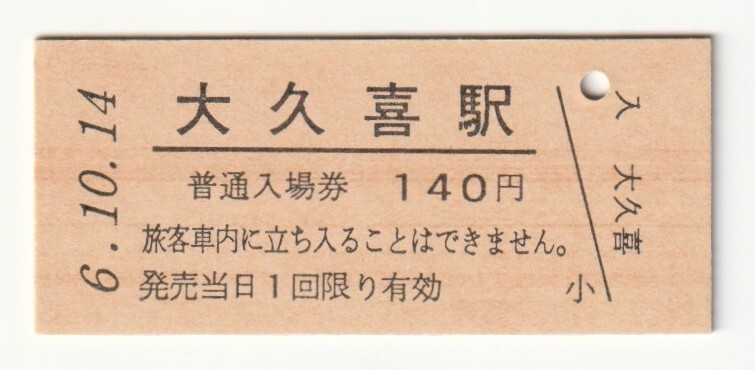 6.10.14
大久喜駅
普通入場券 140円
旅客車内に立ち入ることはできません。
発売当日1回限り有効
小
入 大久喜